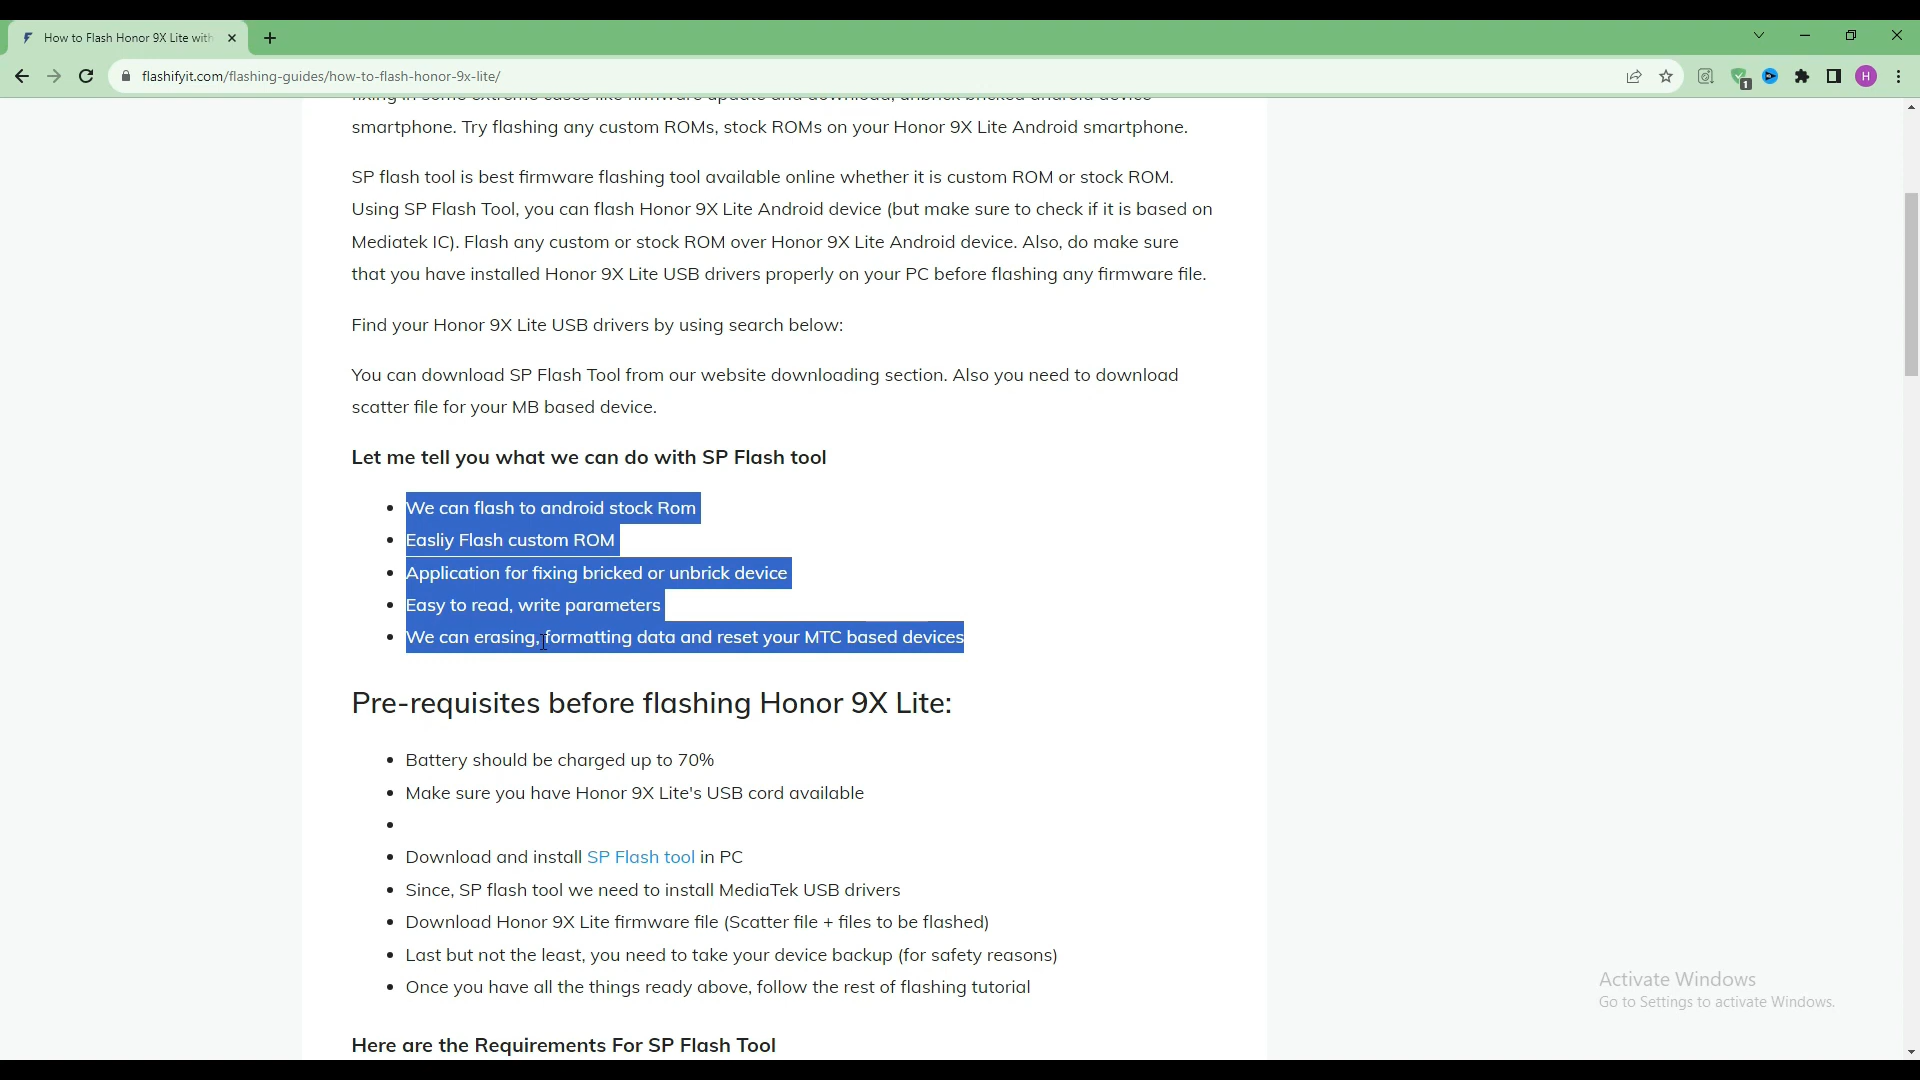 How to Flash Honor 9X Lite with
flashifyit.com/flashing-guides/how-to-flash-honor-9x-lite/
1
H
fixing in some extreme cases like firmware update and download, unbrick bricked android device
smartphone. Try flashing any custom ROMs, stock ROMs on your Honor 9X Lite Android smartphone.
SP flash tool is best firmware flashing tool available online whether it is custom ROM or stock ROM.
Using SP Flash Tool, you can flash Honor 9X Lite Android device (but make sure to check if it is based on
Mediatek IC). Flash any custom or stock ROM over Honor 9X Lite Android device. Also, do make sure
that you have installed Honor 9X Lite USB drivers properly on your PC before flashing any firmware file.
Find your Honor 9X Lite USB drivers by using search below:
You can download SP Flash Tool from our website downloading section. Also you need to download
scatter file for your MB based device.
Let me tell you what we can do with SP Flash tool
• We can flash to android stock Rom
• Easliy Flash custom ROM
• Application for fixing bricked or unbrick device
• Easy to read, write parameters
• We can erasing, formatting data and reset your MTC based devices
Pre-requisites before flashing Honor 9X Lite:
• Battery should be charged up to 70%
• Make sure you have Honor 9X Lite's USB cord available
•
• Download and install SP Flash tool in PC
• Since, SP flash tool we need to install MediaTek USB drivers
• Download Honor 9X Lite firmware file (Scatter file + files to be flashed)
• Last but not the least, you need to take your device backup (for safety reasons)
• Once you have all the things ready above, follow the rest of flashing tutorial
Here are the Requirements For SP Flash Tool
Activate Windows
Go to Settings to activate Windows.